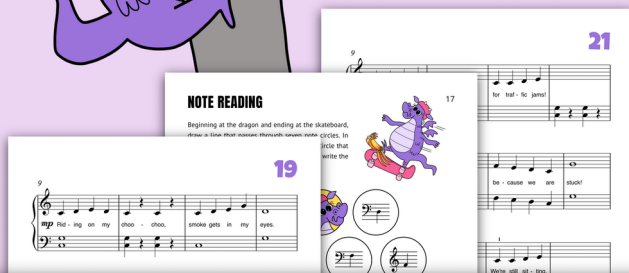 21
9
for traf - fic jams!
be - cause we are stuck!
We're still sit - ting,
NOTE READING
17
Beginning at the dragon and ending at the skateboard,
draw a line that passes through seven note circles. In
circle that
write the
19
9
mp Rid - ing on my choo - choo, smoke gets in my eyes.